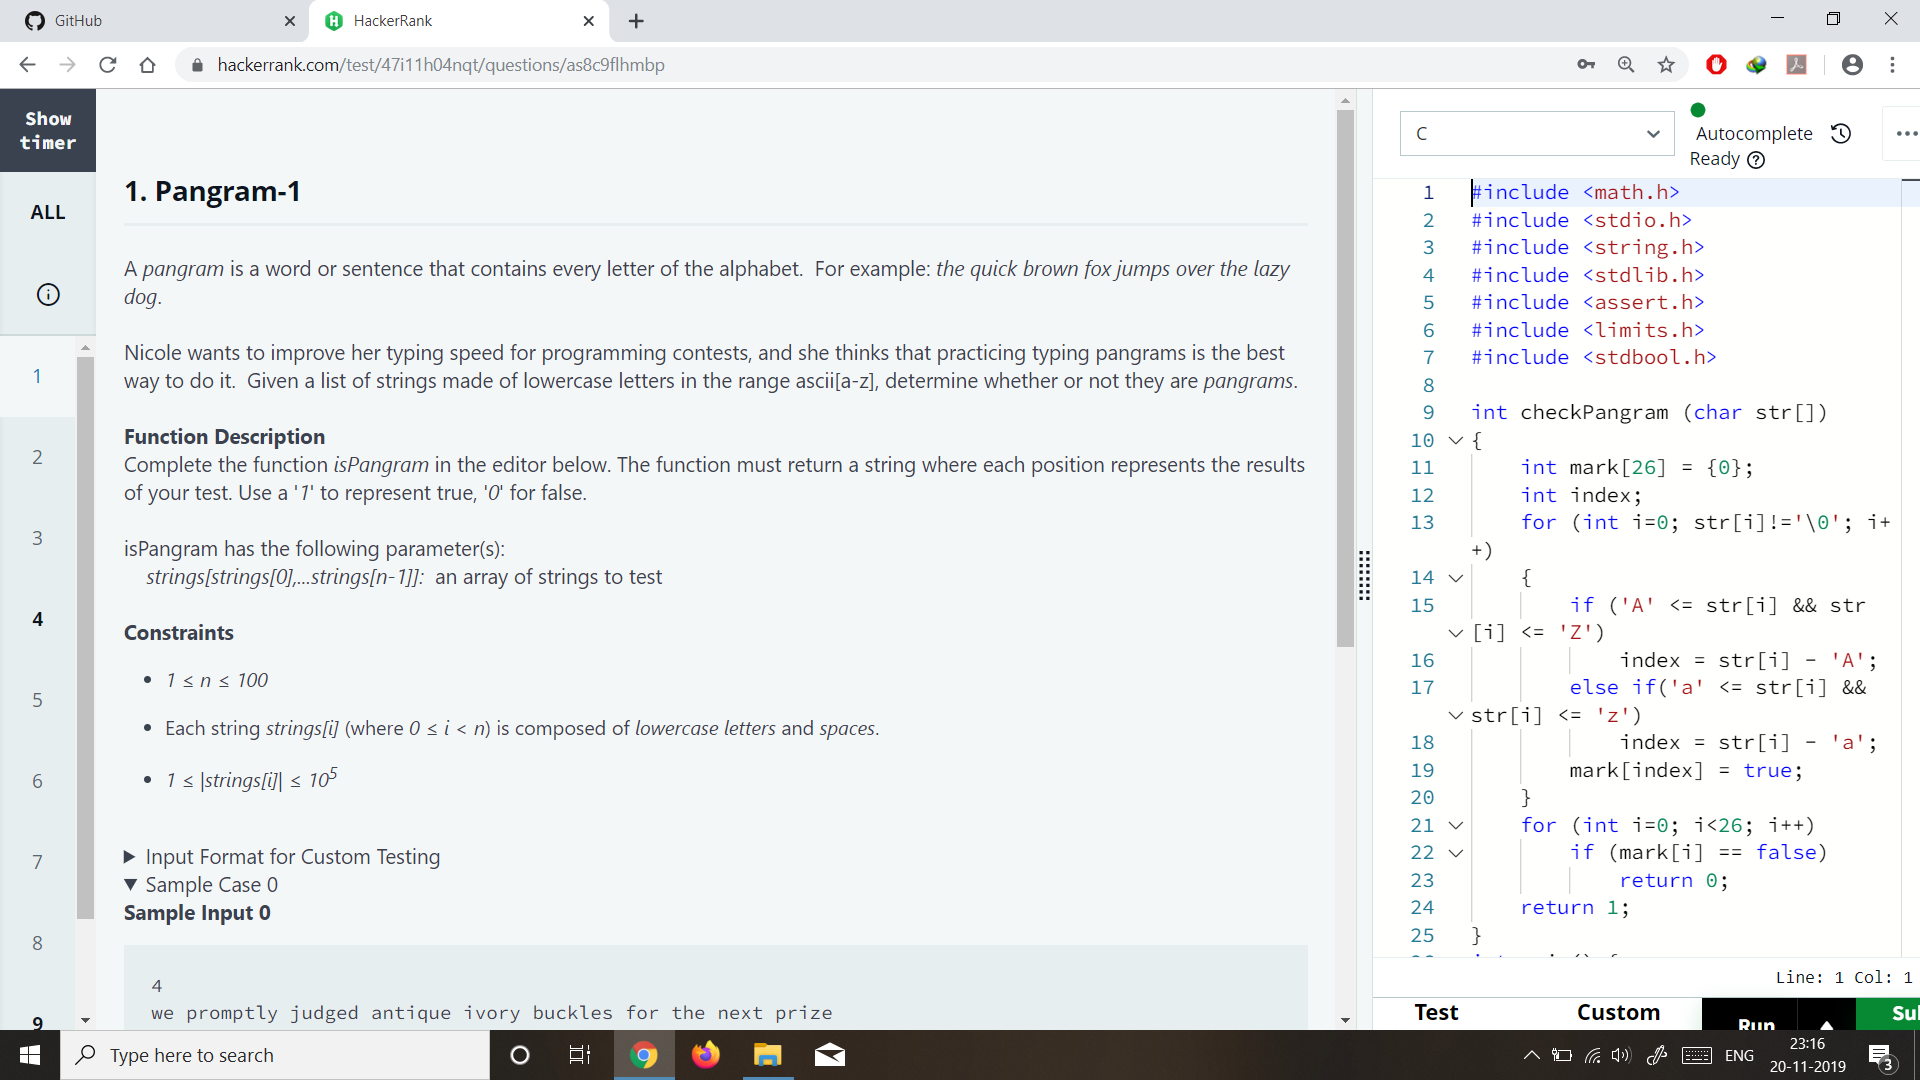 GitHub
HackerRank
hackerrank.com/test/47i11h04nqt/questions/as8c9flhmbp
Show
timer
ALL
1
2
3
4
5
6
7
8
9
1. Pangram-1
A pangram is a word or sentence that contains every letter of the alphabet.  For example: the quick brown fox jumps over the lazy
dog.
Nicole wants to improve her typing speed for programming contests, and she thinks that practicing typing pangrams is the best
way to do it.  Given a list of strings made of lowercase letters in the range ascii[a-z], determine whether or not they are pangrams.
Function Description
Complete the function isPangram in the editor below. The function must return a string where each position represents the results
of your test. Use a '1' to represent true, '0' for false.
isPangram has the following parameter(s):
strings[strings[0],...strings[n-1]]:  an array of strings to test
Constraints
• 1 ≤ n ≤ 100
• Each string strings[i] (where 0 ≤ i < n) is composed of lowercase letters and spaces.
• 1 ≤ |strings[i]| ≤ 10⁵
Input Format for Custom Testing
Sample Case 0
Sample Input 0
4
we promptly judged antique ivory buckles for the next prize
C
Autocomplete
Ready
1 #include <math.h>
2 #include <stdio.h>
3 #include <string.h>
4 #include <stdlib.h>
5 #include <assert.h>
6 #include <limits.h>
7 #include <stdbool.h>
8
9 int checkPangram (char str[])
10 {
11 int mark[26] = {0};
12 int index;
13 for (int i=0; str[i]!='\0'; i+
+)
14 {
15 if ('A' <= str[i] && str
[i] <= 'Z')
16 index = str[i] - 'A';
17 else if('a' <= str[i] &&
str[i] <= 'z')
18 index = str[i] - 'a';
19 mark[index] = true;
20 }
21 for (int i=0; i<26; i++)
22 if (mark[i] == false)
23 return 0;
24 return 1;
25 }
Line: 1 Col: 1
Test
Custom
Run
Type here to search
ENG
23:16
20-11-2019
3